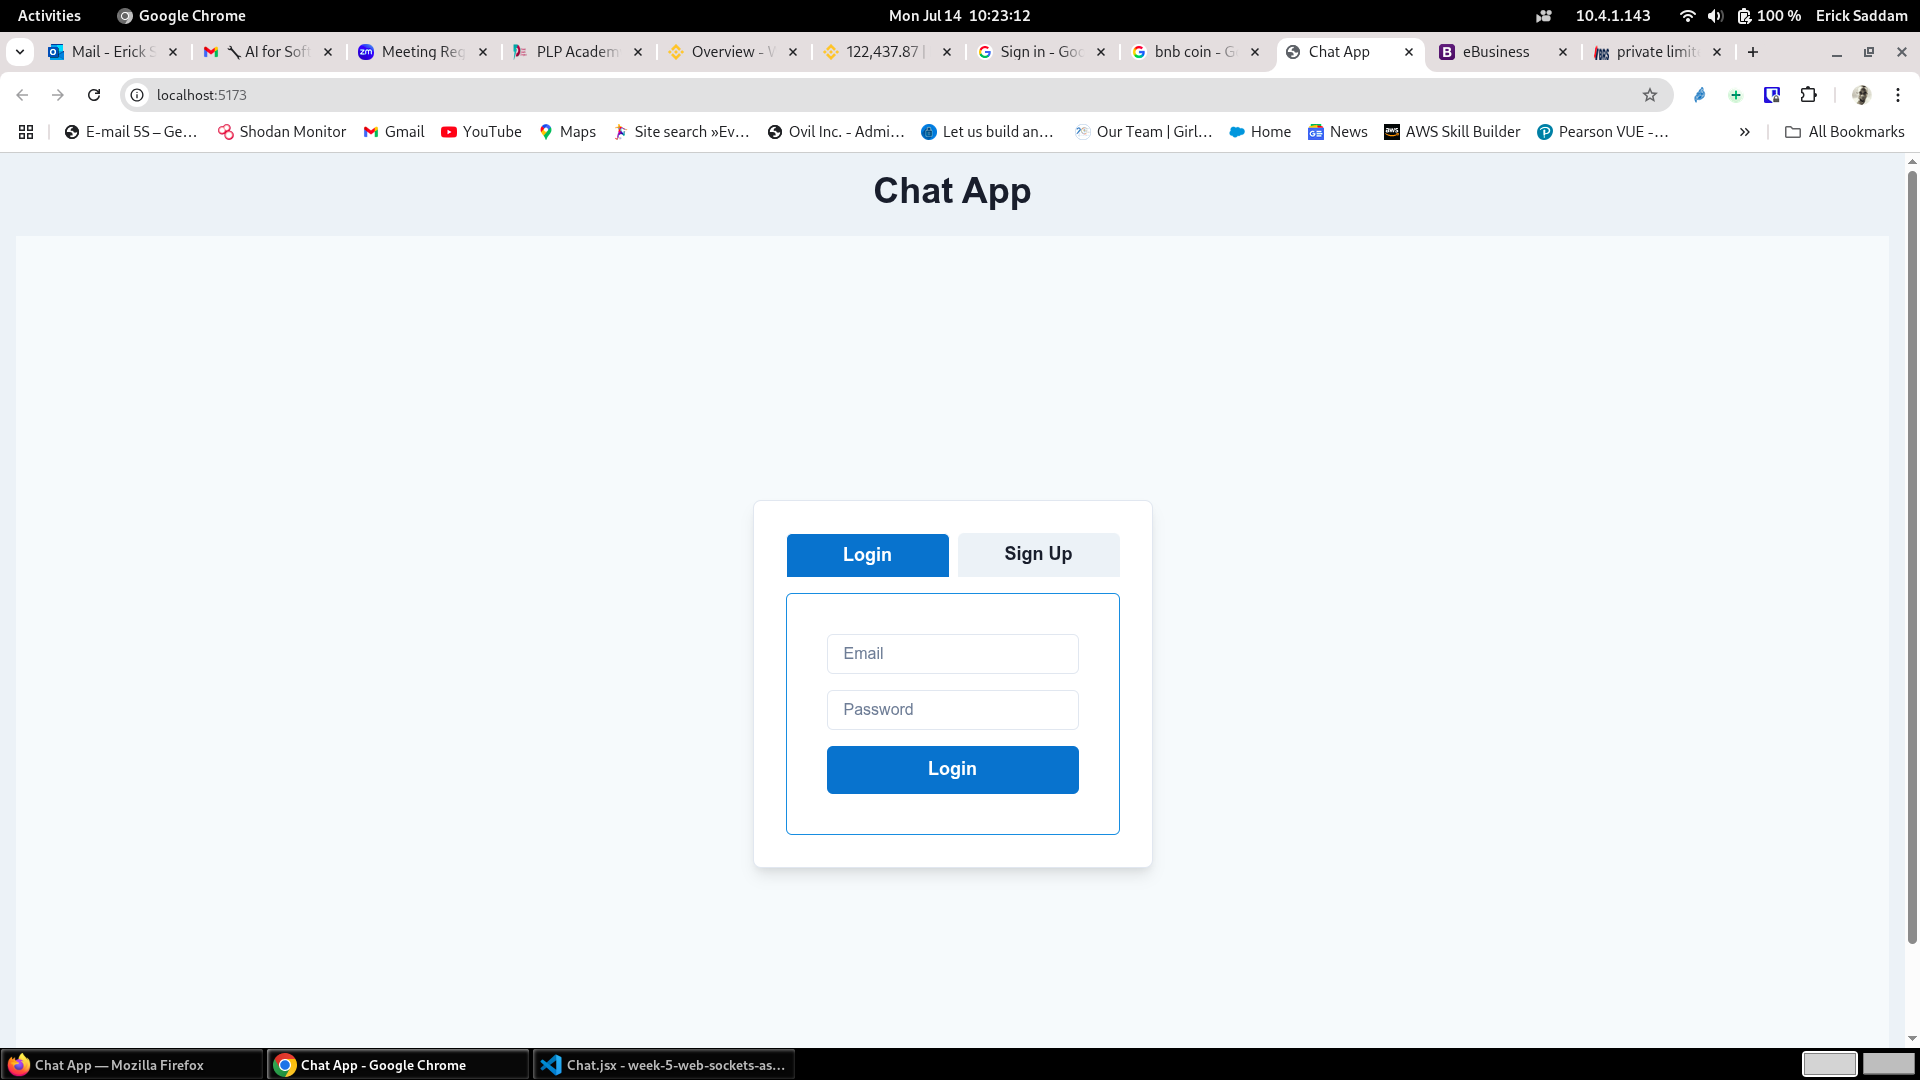 Activities Google Chrome Mon Jul 14 10:23:12 10.4.1.143 100 % Erick Saddam
Mail - Erick S AI for Soft Meeting Req PLP Academ Overview - 122,437.87 | Sign in - Goo bnb coin - G Chat App eBusiness private limit
localhost:5173
E-mail 5S – Ge... Shodan Monitor Gmail YouTube Maps Site search »Ev... Ovil Inc. - Admi... Let us build an... Our Team | Girl... Home News AWS Skill Builder Pearson VUE -... All Bookmarks
Chat App
Login Sign Up
Email
Password
Login
Chat App — Mozilla Firefox Chat App - Google Chrome Chat.jsx - week-5-web-sockets-as...